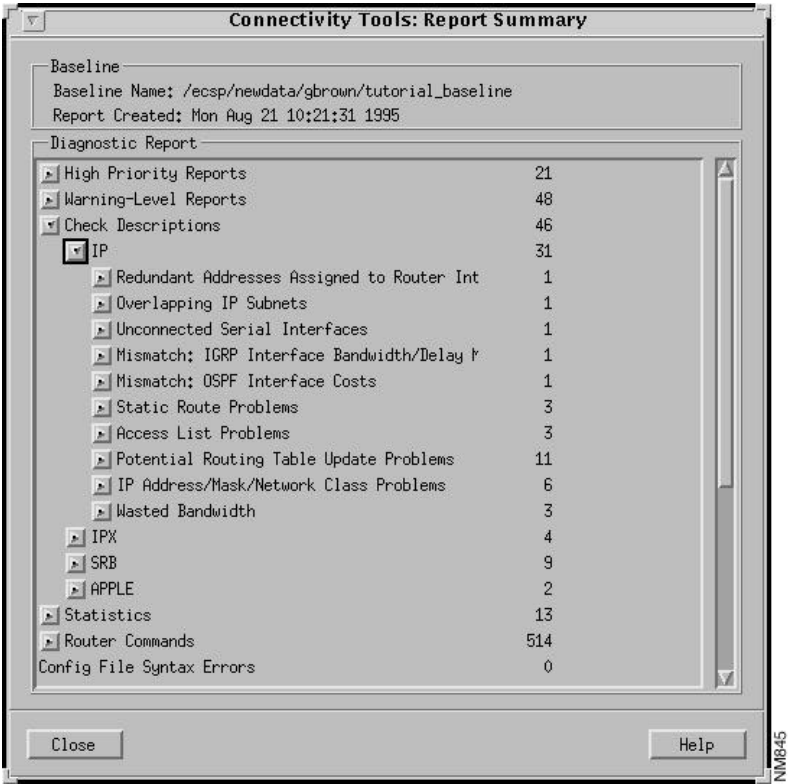 Connectivity Tools: Report Summary
Baseline
Baseline Name: /ecsp/newdata/gbrown/tutorial_baseline
Report Created: Mon Aug 21 10:21:31 1995
Diagnostic Report
High Priority Reports 21
Warning-Level Reports 48
Check Descriptions 46
IP 31
Redundant Addresses Assigned to Router Int 1
Overlapping IP Subnets 1
Unconnected Serial Interfaces 1
Mismatch: IGRP Interface Bandwidth/Delay 1
Mismatch: OSPF Interface Costs 1
Static Route Problems 3
Access List Problems 3
Potential Routing Table Update Problems 11
IP Address/Mask/Network Class Problems 6
Wasted Bandwidth 3
IPX 4
SRB 9
APPLE 2
Statistics 13
Router Commands 514
Config File Syntax Errors 0
Close Help
NM845